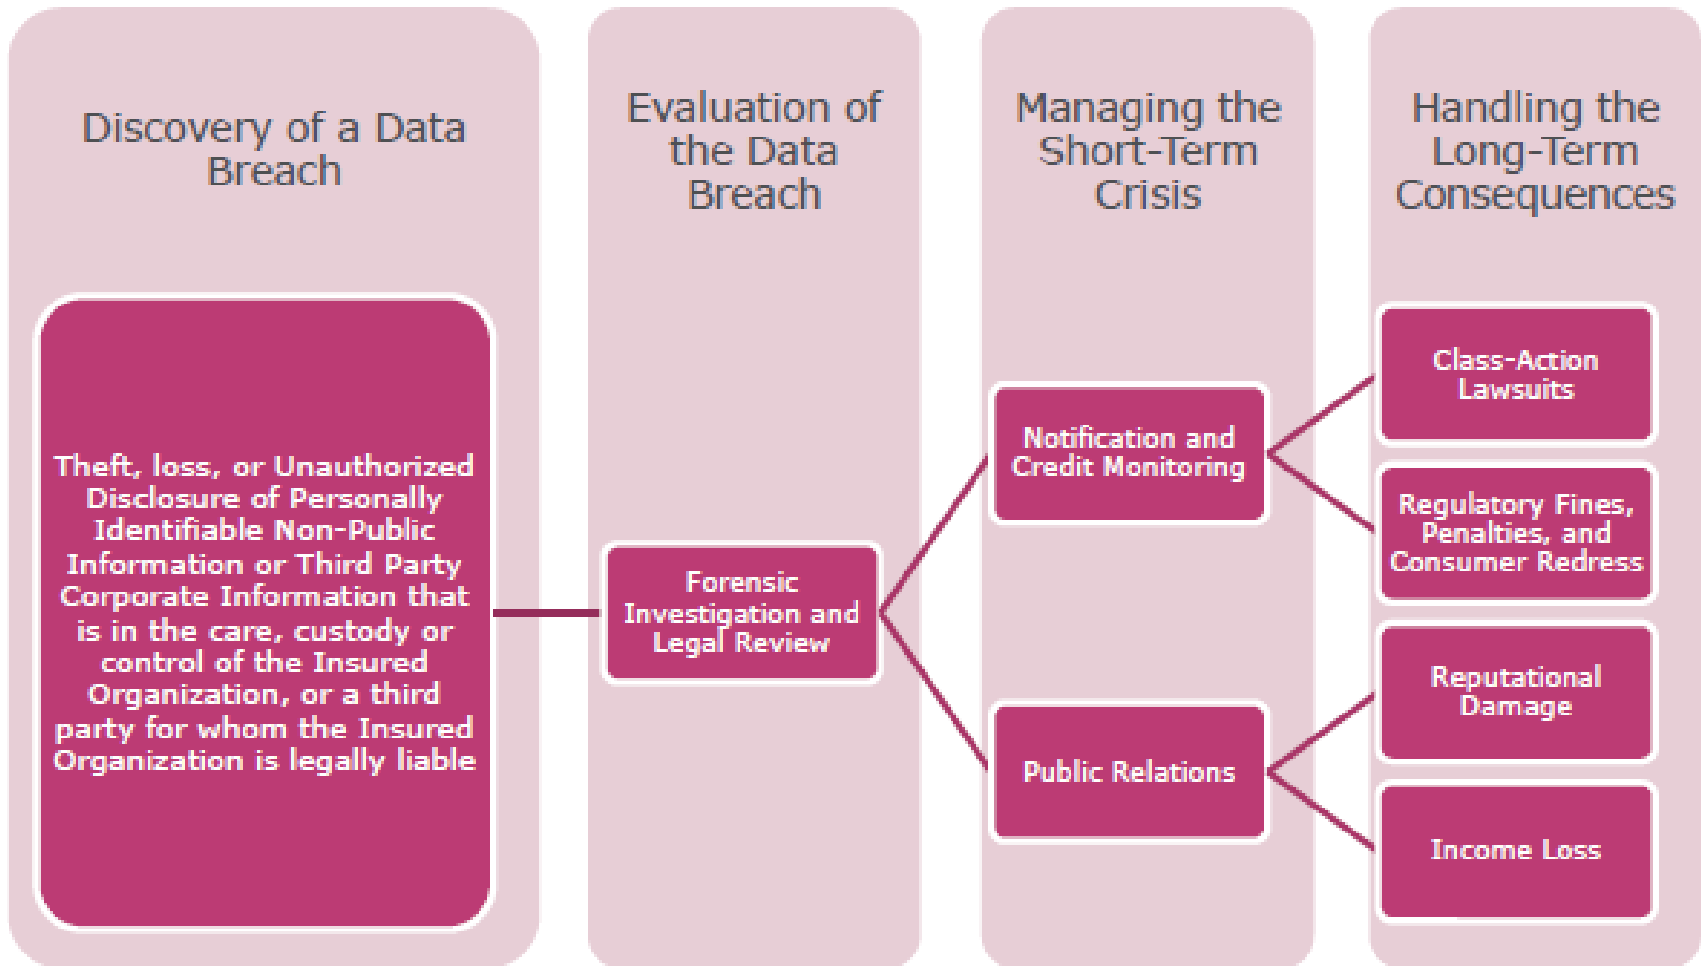 Discovery of a Data
Breach
Theft, loss, or Unauthorized
Disclosure of Personally
Identifiable Non-Public
Information or Third Party
Corporate Information that
is in the care, custody or
control of the Insured
Organization, or a third
party for whom the Insured
Organization is legally liable
Evaluation of
the Data
Breach
Forensic
Investigation and
Legal Review
Managing the
Short-Term
Crisis
Notification and
Credit Monitoring
Public Relations
Handling the
Long-Term
Consequences
Class-Action
Lawsuits
Regulatory Fines,
Penalties, and
Consumer Redress
Reputational
Damage
Income Loss